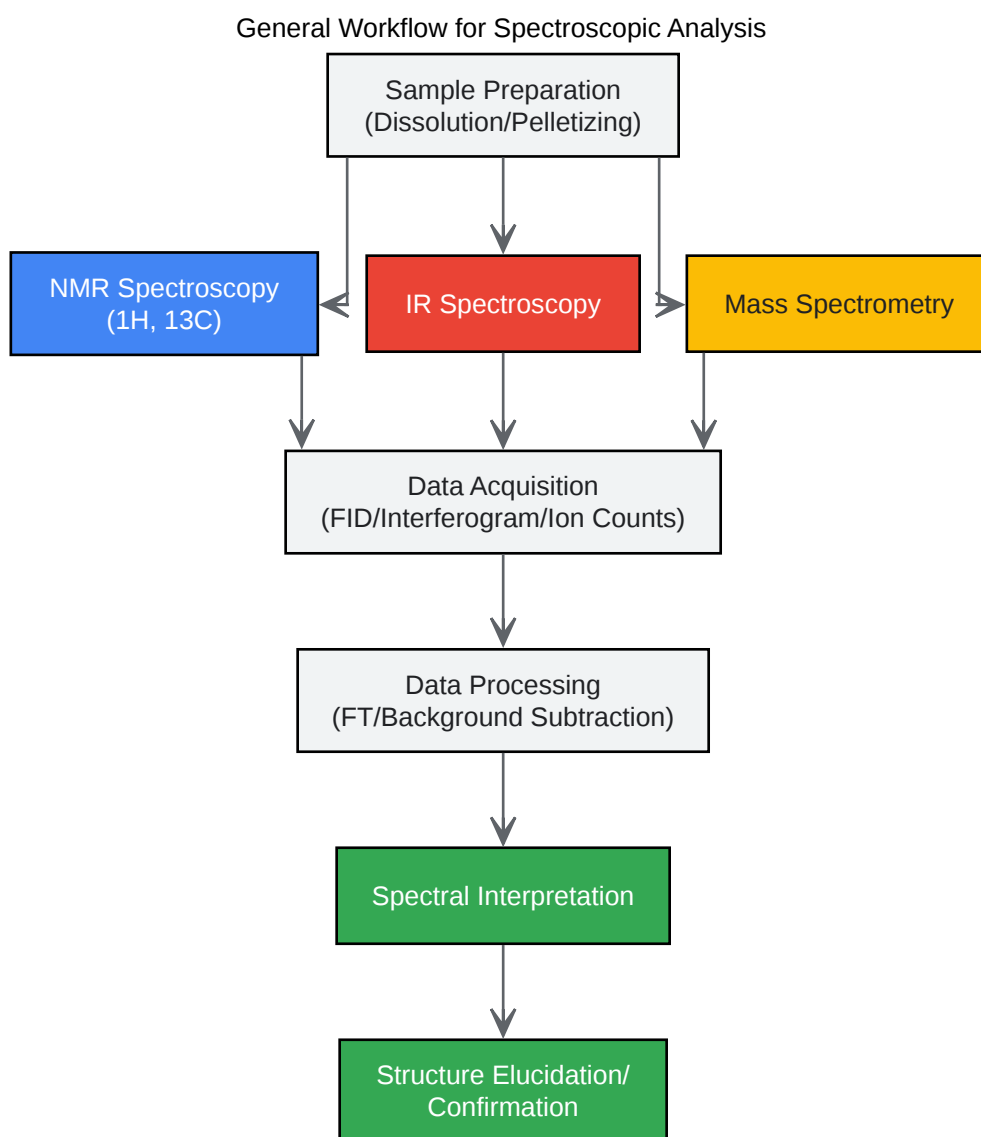 General Workflow for Spectroscopic Analysis
Sample Preparation
(Dissolution/Pelletizing)
NMR Spectroscopy
(1H, 13C)
IR Spectroscopy
Mass Spectrometry
Data Acquisition
(FID/Interferogram/Ion Counts)
Data Processing
(FT/Background Subtraction)
Spectral Interpretation
Structure Elucidation/
Confirmation